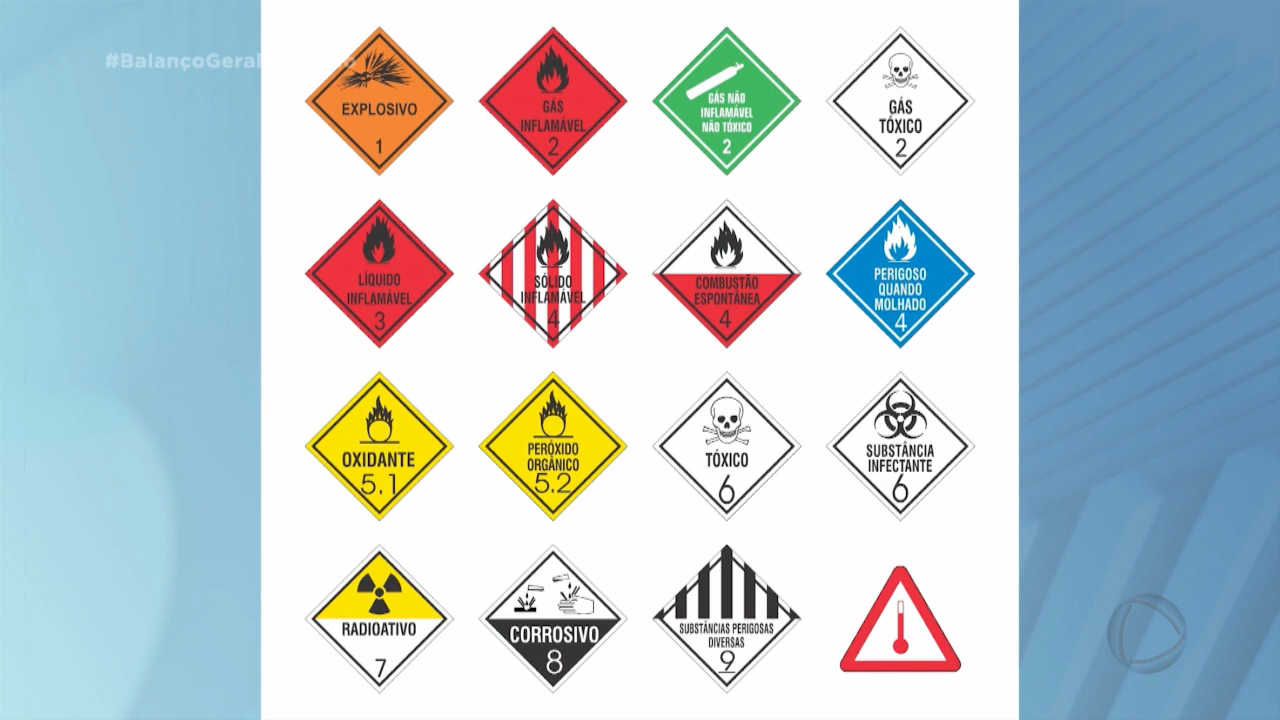 #BalançoGeral
EXPLOSIVO
1
GÁS
INFLAMÁVEL
2
GÁS NÃO
INFLAMÁVEL
NÃO TÓXICO
2
GÁS
TÓXICO
2
LÍQUIDO
INFLAMÁVEL
3
SÓLIDO
INFLAMÁVEL
4
COMBUSTÃO
ESPONTÂNEA
4
PERIGOSO
QUANDO
MOLHADO
4
OXIDANTE
5.1
PERÓXIDO
ORGÂNICO
5.2
TÓXICO
6
SUBSTÂNCIA
INFECTANTE
6
RADIOATIVO
7
CORROSIVO
8
SUBSTÂNCIAS PERIGOSAS
DIVERSAS
9